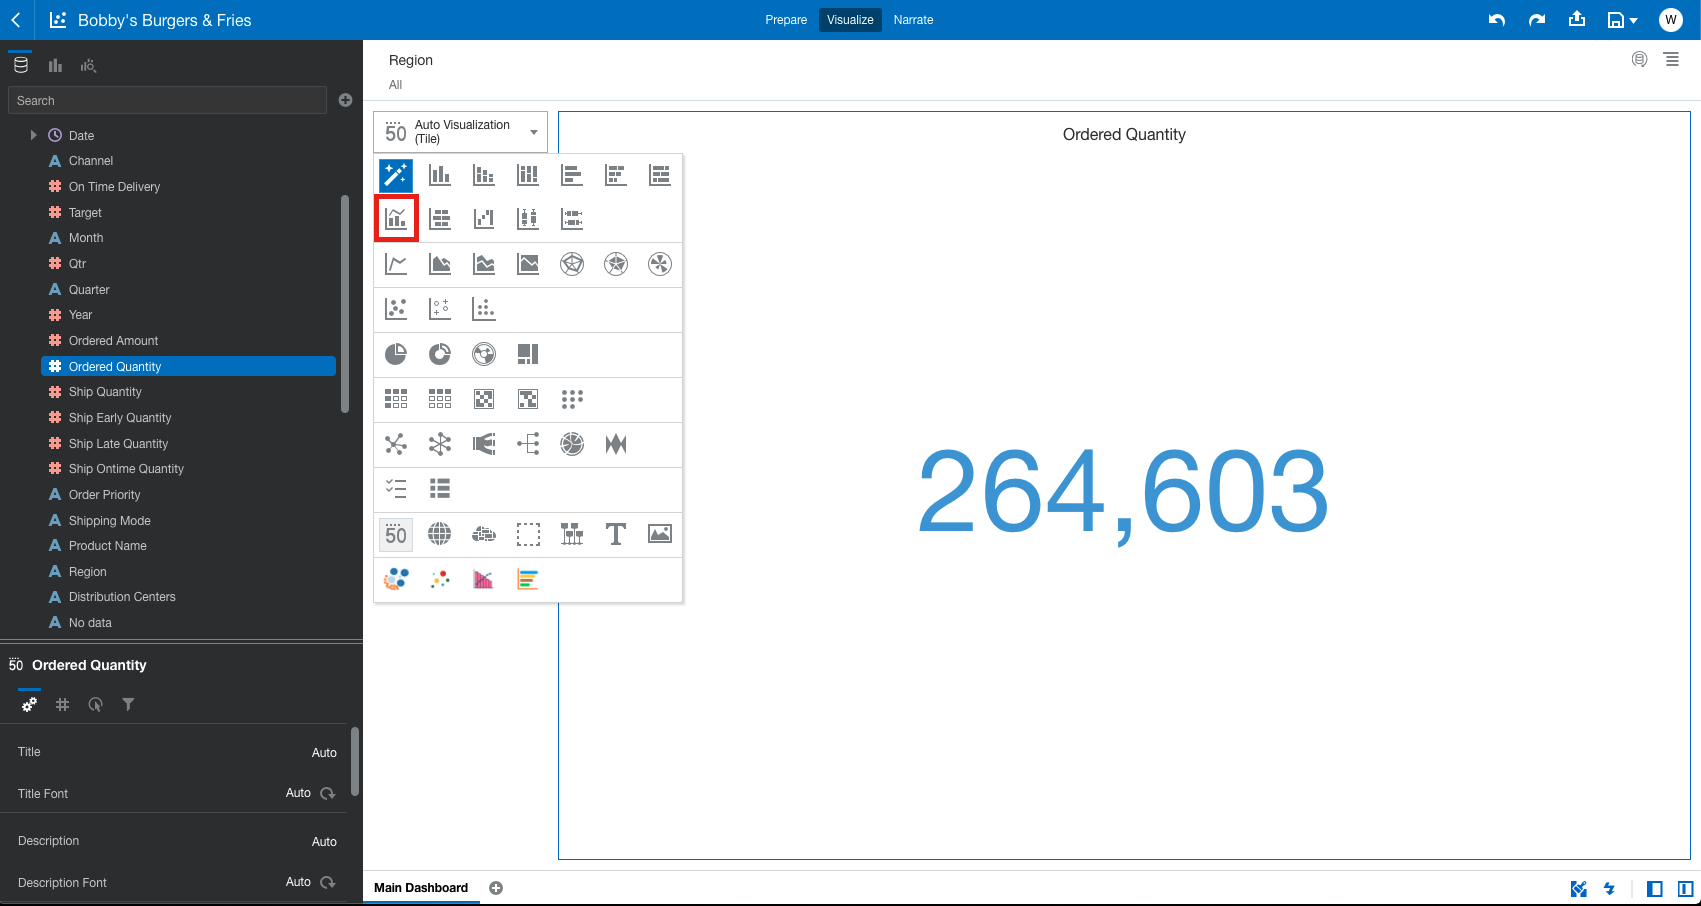 Bobby's Burgers & Fries
Prepare
Visualize
Narrate
W
Search
Date
Channel
On Time Delivery
Target
Month
Qtr
Quarter
Year
Ordered Amount
Ordered Quantity
Ship Quantity
Ship Early Quantity
Ship Late Quantity
Ship Ontime Quantity
Order Priority
Shipping Mode
Product Name
Region
Distribution Centers
No data
50 Ordered Quantity
Title Auto
Title Font Auto
Description Auto
Description Font Auto
Region
All
50 Auto Visualization
(Tile)
50
T
Ordered Quantity
264,603
Main Dashboard